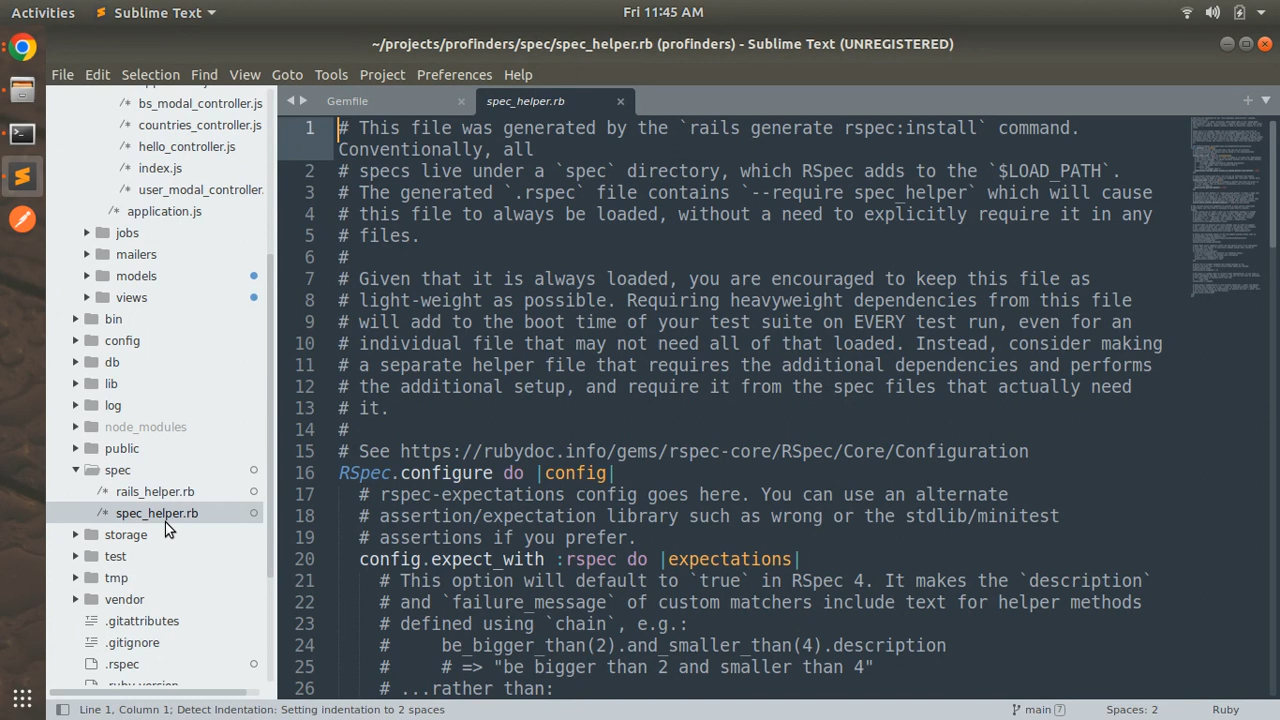 Activities
Sublime Text
Fri 11:45 AM
~/projects/profinders/spec/spec_helper.rb (profinders) - Sublime Text (UNREGISTERED)
File Edit Selection Find View Goto Tools Project Preferences Help
Gemfile
spec_helper.rb
/* bs_modal_controller.js
/* countries_controller.js
/* hello_controller.js
/* index.js
/* user_modal_controller.
/* application.js
jobs
mailers
models
views
bin
config
db
lib
log
node_modules
public
spec
/* rails_helper.rb
/* spec_helper.rb
storage
test
tmp
vendor
.gitattributes
.gitignore
.rspec
1 # This file was generated by the `rails generate rspec:install` command.
Conventionally, all
2 # specs live under a `spec` directory, which RSpec adds to the `$LOAD_PATH`.
3 # The generated `.rspec` file contains `--require spec_helper` which will cause
4 # this file to always be loaded, without a need to explicitly require it in any
5 # files.
6 #
7 # Given that it is always loaded, you are encouraged to keep this file as
8 # light-weight as possible. Requiring heavyweight dependencies from this file
9 # will add to the boot time of your test suite on EVERY test run, even for an
10 # individual file that may not need all of that loaded. Instead, consider making
11 # a separate helper file that requires the additional dependencies and performs
12 # the additional setup, and require it from the spec files that actually need
13 # it.
14 #
15 # See https://rubydoc.info/gems/rspec-core/RSpec/Core/Configuration
16 RSpec.configure do |config|
17 # rspec-expectations config goes here. You can use an alternate
18 # assertion/expectation library such as wrong or the stdlib/minitest
19 # assertions if you prefer.
20 config.expect_with :rspec do |expectations|
21 # This option will default to `true` in RSpec 4. It makes the `description`
22 # and `failure_message` of custom matchers include text for helper methods
23 # defined using `chain`, e.g.:
24 # be_bigger_than(2).and_smaller_than(4).description
25 # # => "be bigger than 2 and smaller than 4"
26 # ...rather than:
Line 1, Column 1; Detect Indentation: Setting indentation to 2 spaces
main 7
Spaces: 2
Ruby